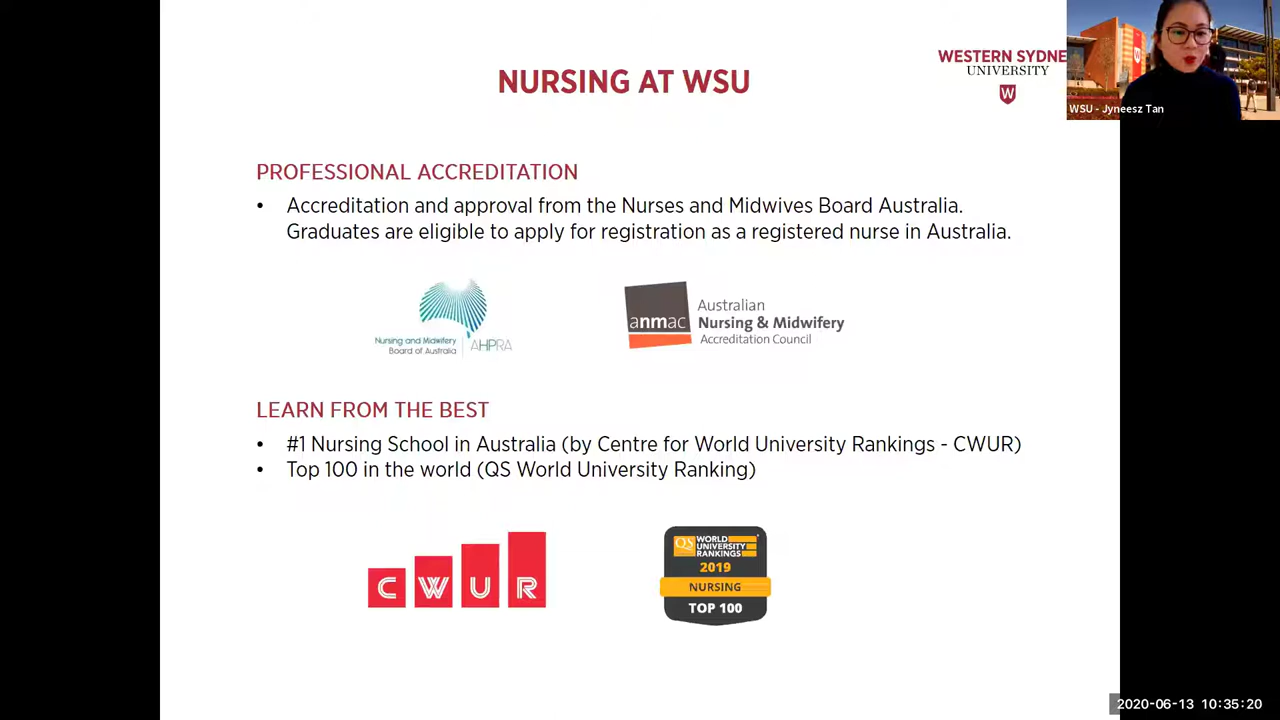 NURSING AT WSU
WESTERN SYDNE
UNIVERSITY
W
WSU - Jyneesz Tan
PROFESSIONAL ACCREDITATION
• Accreditation and approval from the Nurses and Midwives Board Australia.
Graduates are eligible to apply for registration as a registered nurse in Australia.
Nursing and Midwifery
Board of Australia
AHPRA
anmac
Australian
Nursing & Midwifery
Accreditation Council
LEARN FROM THE BEST
• #1 Nursing School in Australia (by Centre for World University Rankings - CWUR)
• Top 100 in the world (QS World University Ranking)
CWUR
QS WORLD
UNIVERSITY
RANKINGS
2019
NURSING
TOP 100
2020-06-13 10:35:20